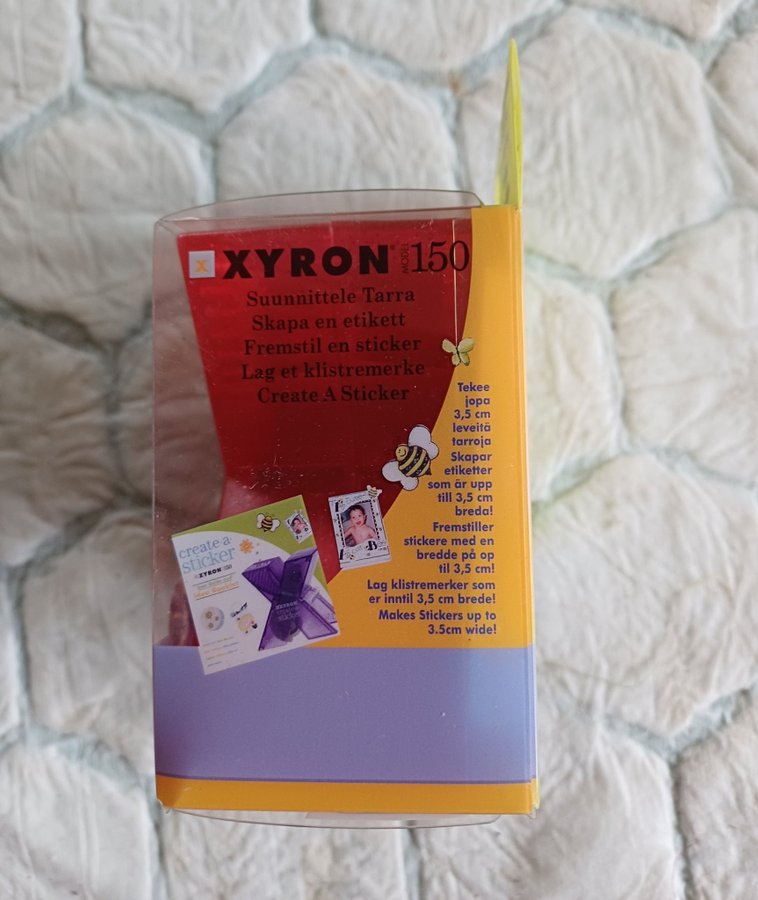 X XYRON® MODEL 150
Suunnittele Tarra
Skapa en etikett
Fremstil en sticker
Lag et klistremerke
Create A Sticker
Tekee
jopa
3,5 cm
leveitä
tarroja
Skapar
etiketter
som är upp
till 3,5 cm
breda!
Fremstiller
stickere med en
bredde på op
til 3,5 cm!
Lag klistremerker som
er inntil 3,5 cm brede!
Makes Stickers up to
3.5cm wide!
create·a·
sticker
XYRON